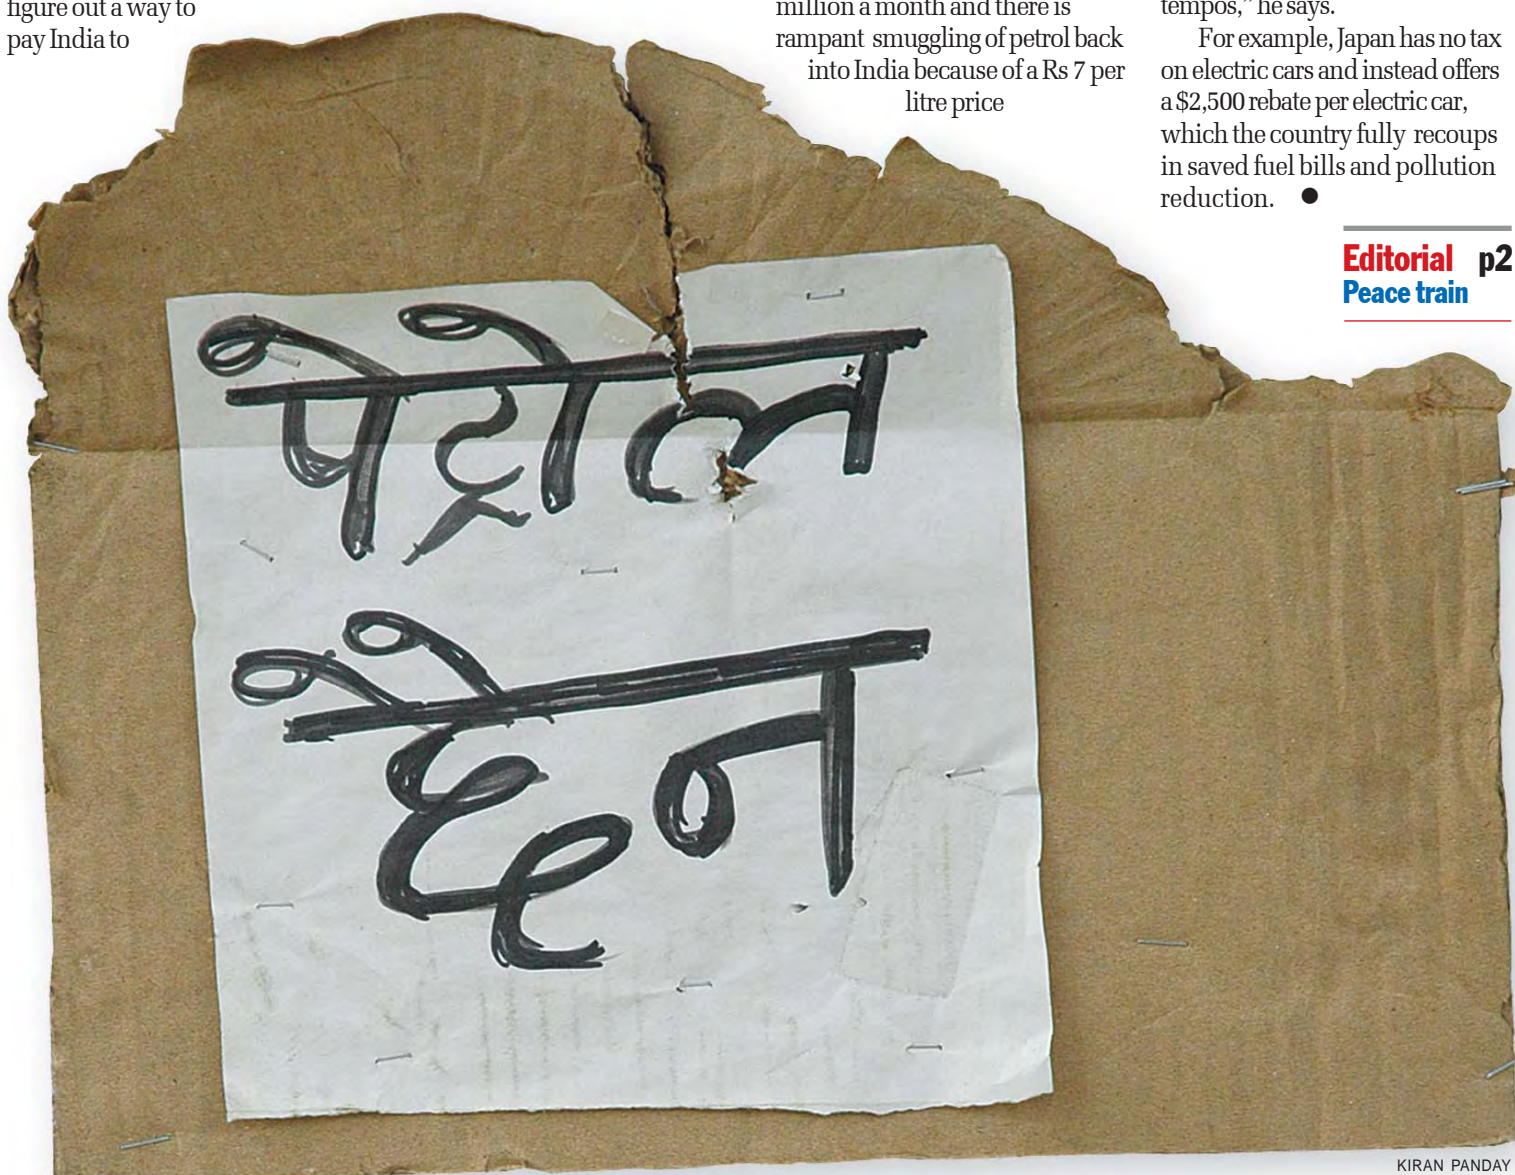 figure out a way to
pay India to
million a month and there is
rampant smuggling of petrol back
into India because of a Rs 7 per
litre price
tempos,” he says.
For example, Japan has no tax
on electric cars and instead offers
a $2,500 rebate per electric car,
which the country fully recoups
in saved fuel bills and pollution
reduction. ●
Editorial p2
Peace train
पेट्रोल
छैन
KIRAN PANDAY